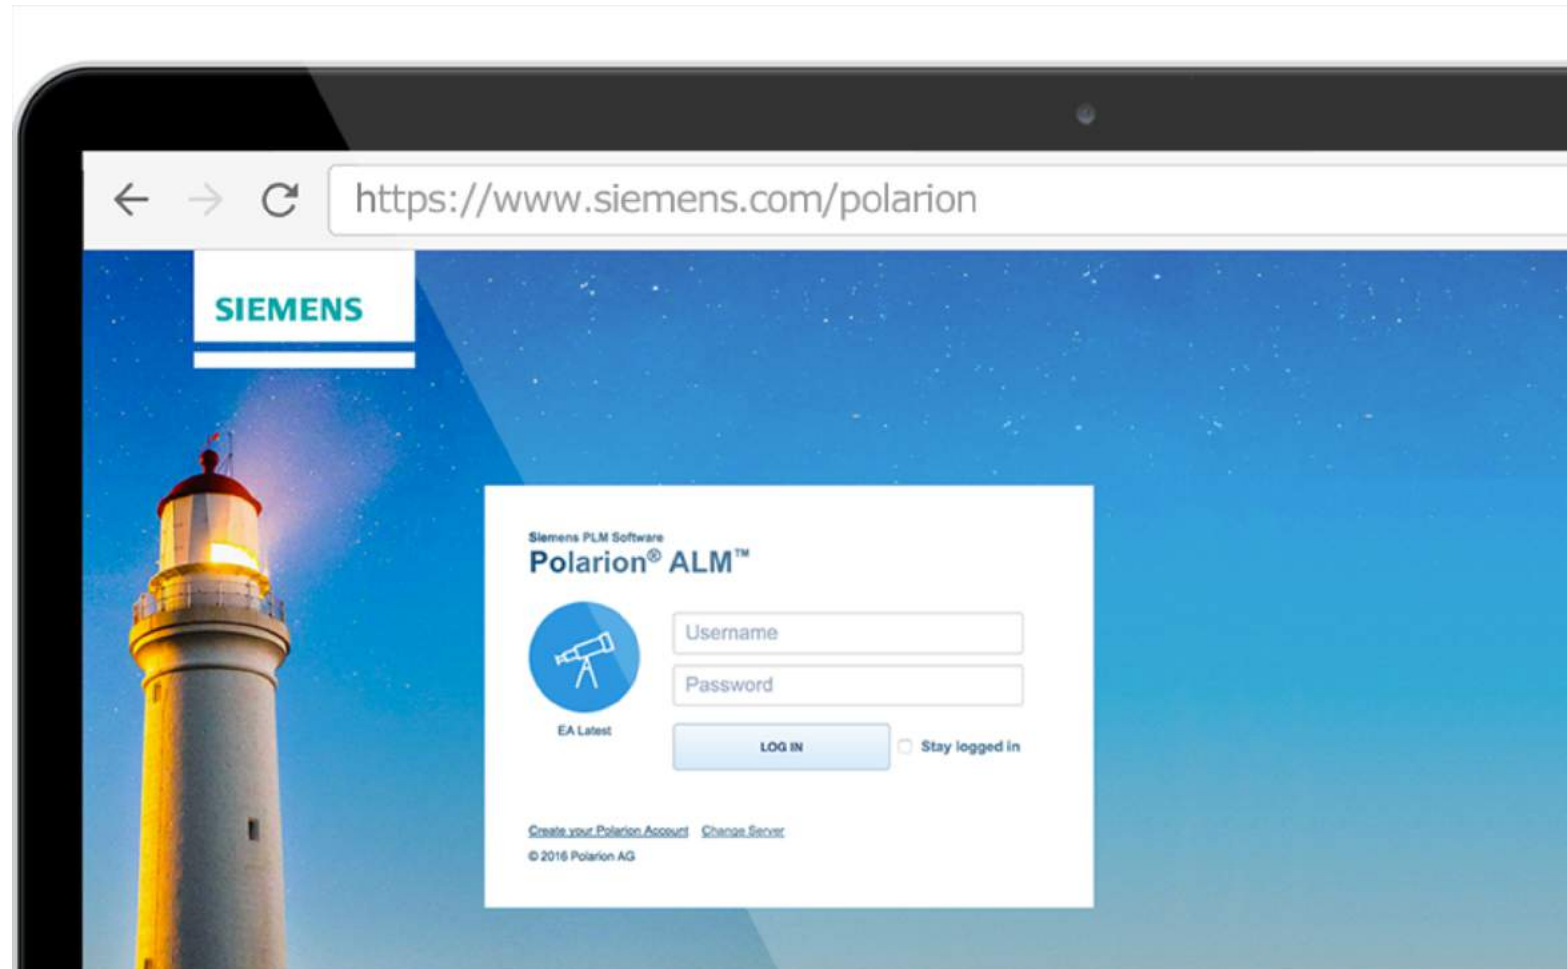 https://www.siemens.com/polarion
SIEMENS
Siemens PLM Software
Polarion® ALM™
Username
Password
EA Latest
LOG IN
Stay logged in
Create your Polarion Account Change Server
© 2016 Polarion AG